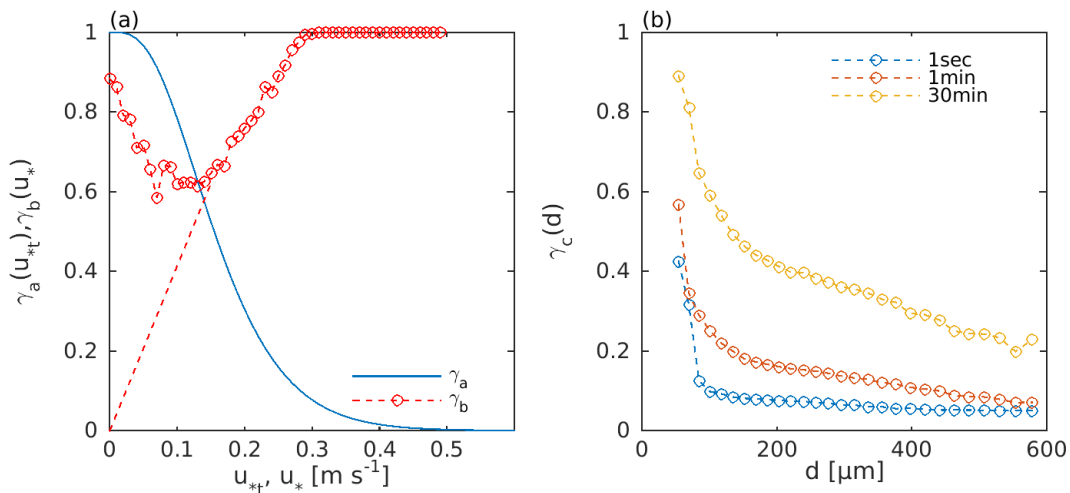 (a)
1
0.8
0.6
0.4
0.2
0
0 0.1 0.2 0.3 0.4 0.5
γa(u*t),γb(u*)
u*t, u* [m s-1]
γa
γb
(b)
1
0.8
0.6
0.4
0.2
0
0 200 400 600
γc(d)
d [μm]
1sec
1min
30min